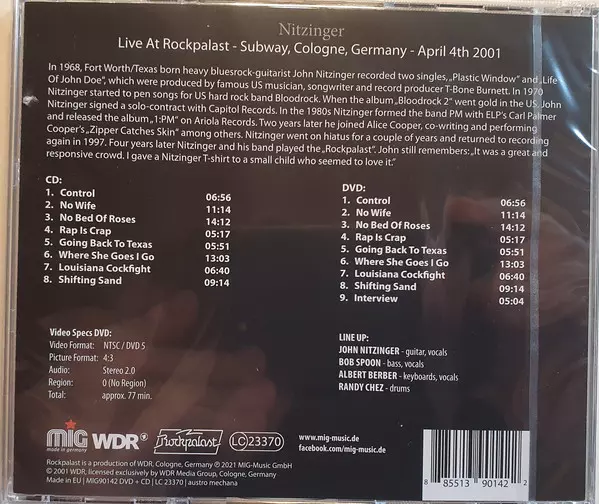 Nitzinger
Live At Rockpalast - Subway, Cologne, Germany - April 4th 2001
In 1968, Fort Worth/Texas born heavy bluesrock-guitarist John Nitzinger recorded two singles, „Plastic Window” and „Life
Of John Doe”, which were produced by famous US musician, songwriter and record producer T-Bone Burnett. In 1970
Nitzinger started to pen songs for US hard rock band Bloodrock. When the album „Bloodrock 2” went gold in the US. John
Nitzinger signed a solo-contract with Capitol Records. In the 1980s Nitzinger formed the band PM with ELP's Carl Palmer
and released the album „1:PM” on Ariola Records. Two years later he joined Alice Cooper, co-writing and performing
Cooper's „Zipper Catches Skin” among others. Nitzinger went on hiatus for a couple of years and returned to recording
again in 1997. Four years later Nitzinger and his band played the „Rockpalast”. John still remembers: „It was a great and
responsive crowd. I gave a Nitzinger T-shirt to a small child who seemed to love it.”
CD:
1. Control 06:56
2. No Wife 11:14
3. No Bed Of Roses 14:12
4. Rap Is Crap 05:17
5. Going Back To Texas 05:51
6. Where She Goes I Go 13:03
7. Louisiana Cockfight 06:40
8. Shifting Sand 09:14
DVD:
1. Control 06:56
2. No Wife 11:14
3. No Bed Of Roses 14:12
4. Rap Is Crap 05:17
5. Going Back To Texas 05:51
6. Where She Goes I Go 13:03
7. Louisiana Cockfight 06:40
8. Shifting Sand 09:14
9. Interview 05:04
Video Specs DVD:
Video Format: NTSC / DVD 5
Picture Format: 4:3
Audio: Stereo 2.0
Region: 0 (No Region)
Total: approx. 77 min.
LINE UP:
JOHN NITZINGER - guitar, vocals
BOB SPOON - bass, vocals
ALBERT BERBER - keyboards, vocals
RANDY CHEZ - drums
MIG
made in germany
WDR
Rockpalast
LC 23370
www.mig-music.de
facebook.com/mig-music.de
Rockpalast is a production of WDR, Cologne, Germany ℗ 2021 MIG-Music GmbH
© 2001 WDR, licensed exclusively by WDR Media Group, Cologne, Germany
Made in EU | MIG90142 DVD + CD | LC 23370 | austro mechana
8 85513 90142 2